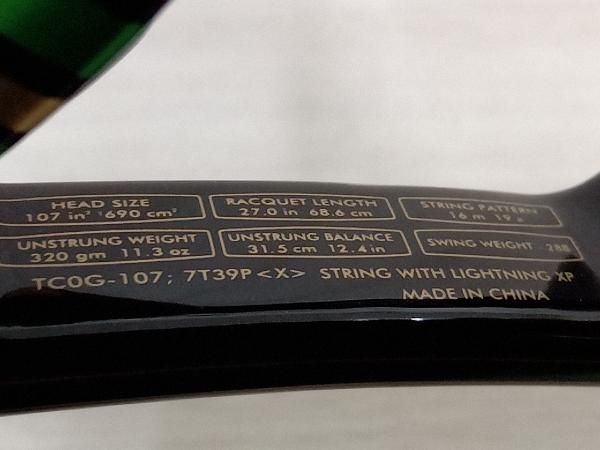 HEAD SIZE
107 in² 690 cm²
RACQUET LENGTH
27.0 in 68.6 cm
STRING PATTERN
16 m 19 x
UNSTRUNG WEIGHT
320 gm 11.3 oz
UNSTRUNG BALANCE
31.5 cm 12.4 in
SWING WEIGHT 288
TC0G-107; 7T39P <X> STRING WITH LIGHTNING XP
MADE IN CHINA